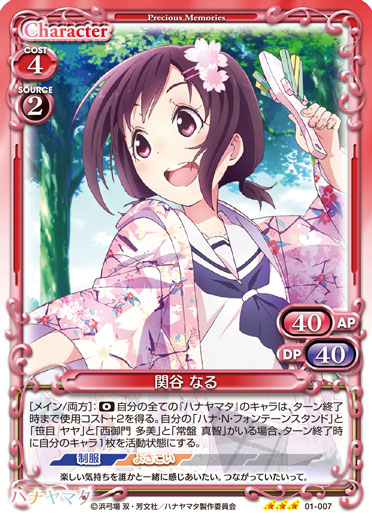 Precious Memories
Character
COST
4
SOURCE
2
40 AP
DP 40
関谷 なる
[メイン/両方]：自分の全ての「ハナヤマタ」のキャラは、ターン終了
時まで使用コスト+2を得る。自分の「ハナ・N・フォンテーンスタンド」と
「笹目 ヤヤ」と「西御門 多美」と「常盤 真智」がいる場合、ターン終了時
に自分のキャラ1枚を活動状態にする。
制服 よさこい
楽しい気持ちを誰かと一緒に感じあいたい。つながっていたいって。
ハナヤマタ
©浜弓場 双・芳文社／ハナヤマタ製作委員会 01-007